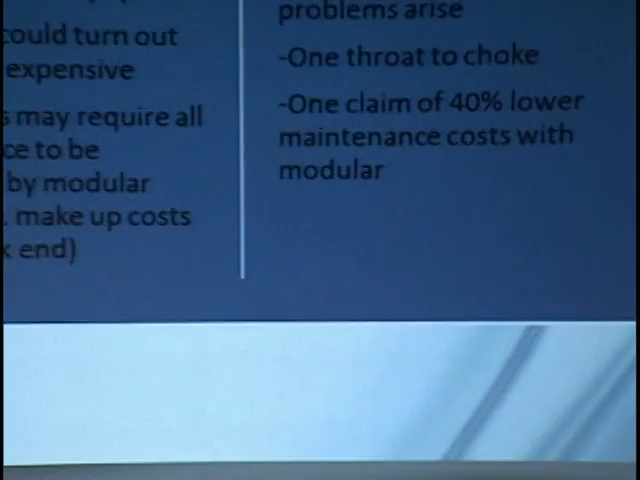 could turn out
expensive
may require all
to be
by modular
make up costs
end)
problems arise
-One throat to choke
-One claim of 40% lower
maintenance costs with
modular